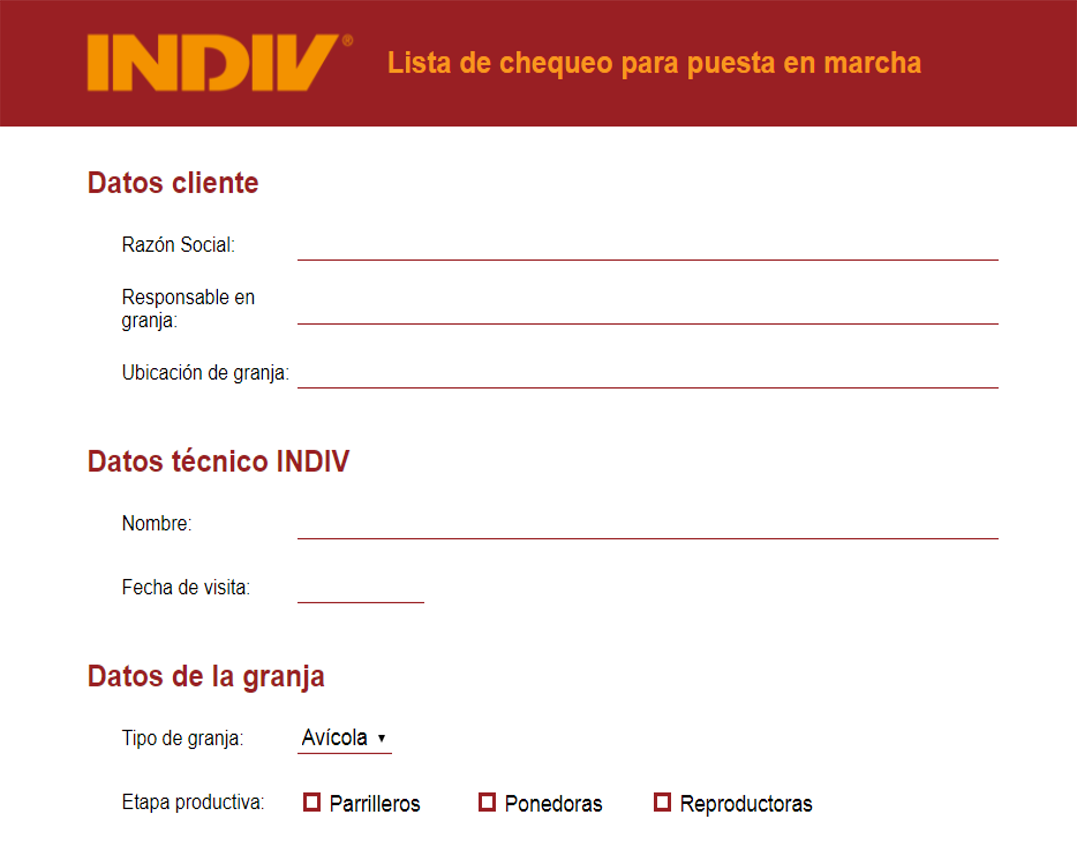 INDIV®
Lista de chequeo para puesta en marcha
Datos cliente
Razón Social:
Responsable en
granja:
Ubicación de granja:
Datos técnico INDIV
Nombre:
Fecha de visita:
Datos de la granja
Tipo de granja: Avícola
Etapa productiva: Parrilleros Ponedoras Reproductoras